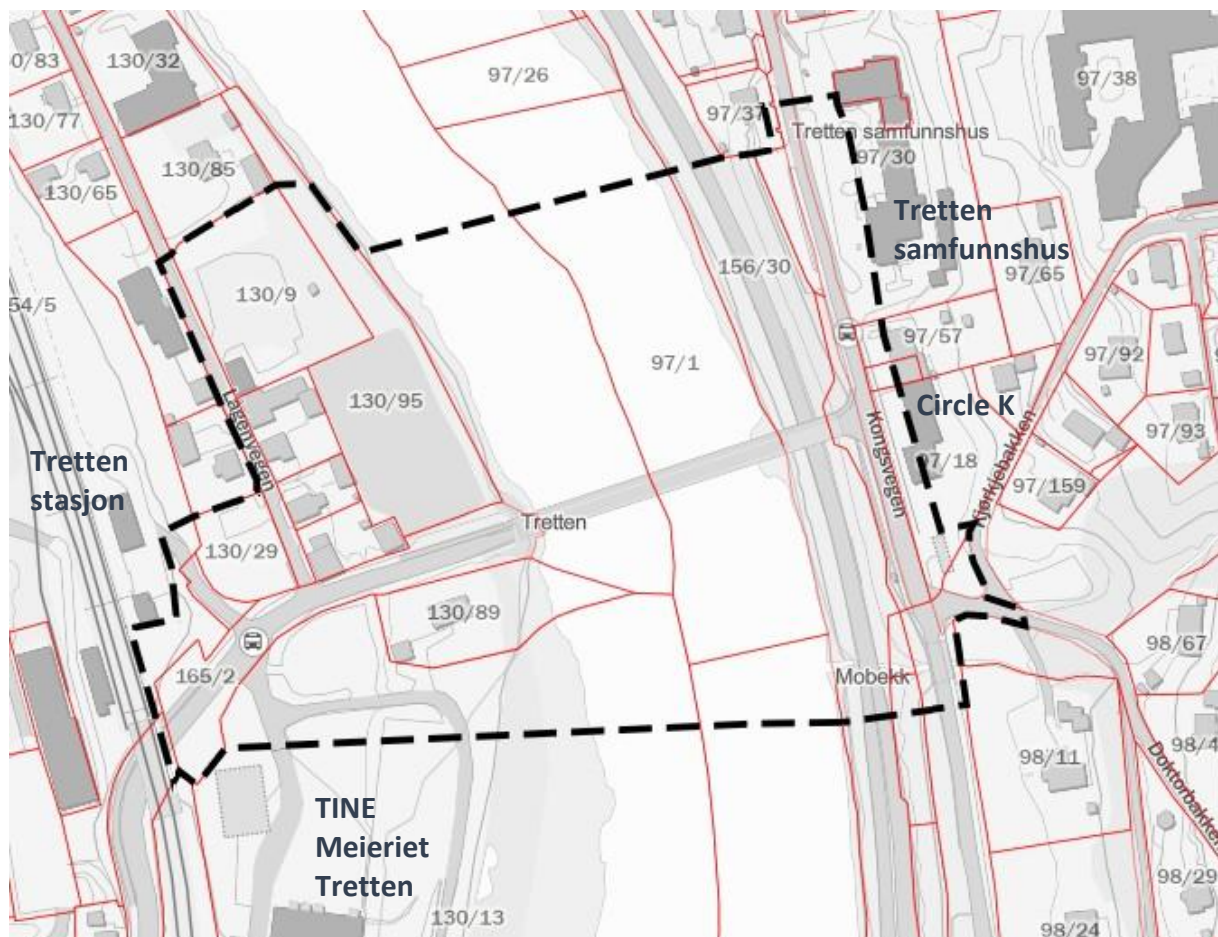 0/83
130/32
97/26
97/38
130/77
97/37
Tretten samfunnshus
97/30
130/85
130/65
Tretten
samfunnshus
97/65
156/30
54/5
130/9
97/57
97/92
97/1
130/95
Circle K
Lågenvegen
Kongsvegen
Kjørkjebakken
97/93
97/18
97/159
Tretten
stasjon
Tretten
130/29
130/89
98/67
165/2
Mobekk
98/4
98/11
Doktorbakken
TINE
Meieriet
Tretten
98/29
130/13
98/24